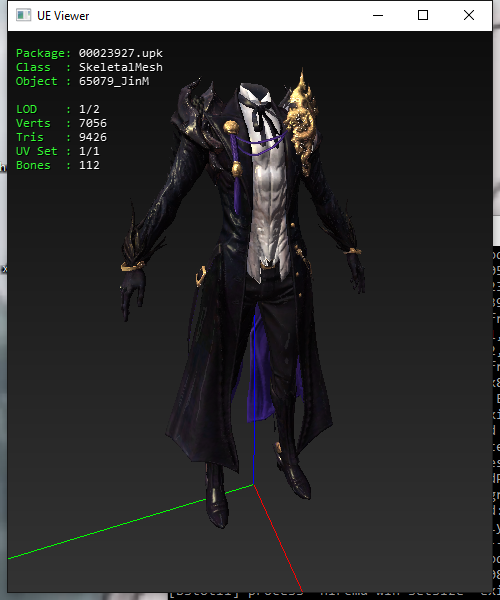 UE Viewer
Package: 00023927.upk
Class : SkeletalMesh
Object : 65079_JinM
LOD : 1/2
Verts : 7056
Tris : 9426
UV Set : 1/1
Bones : 112